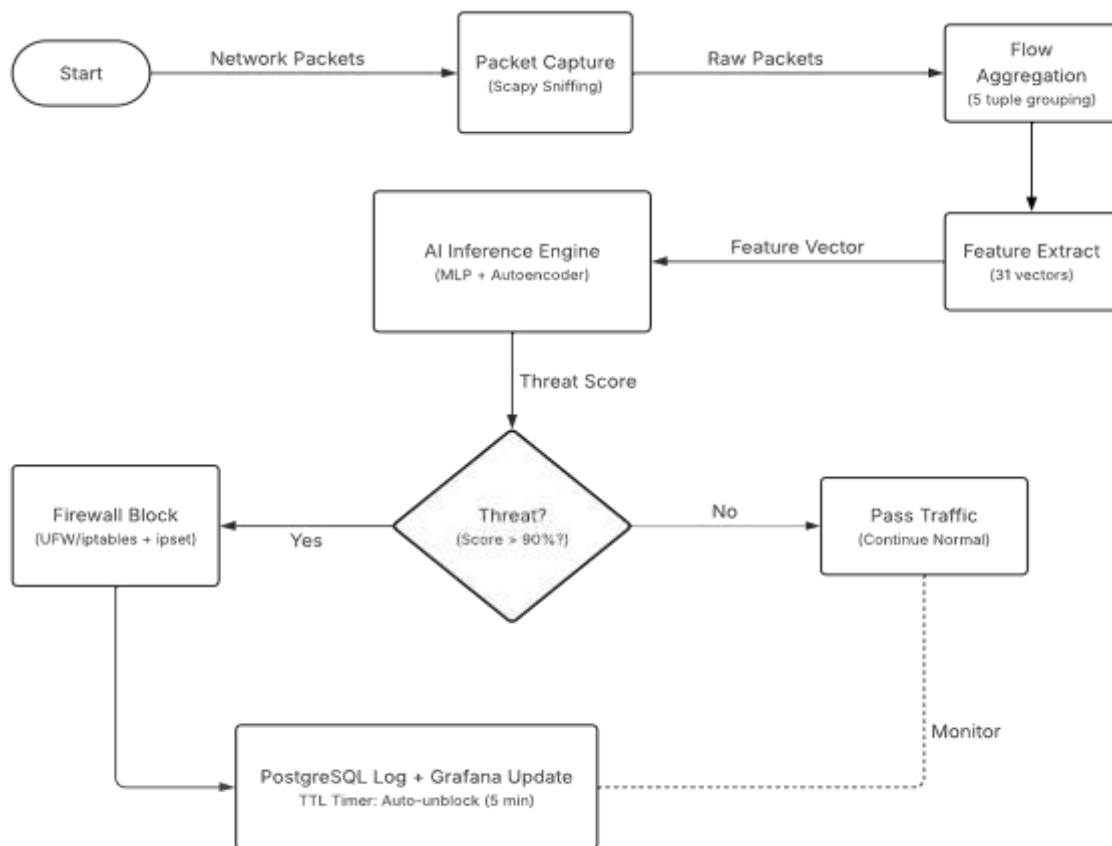 Start
Network Packets
Packet Capture
(Scapy Sniffing)
Raw Packets
Flow
Aggregation
(5 tuple grouping)
AI Inference Engine
(MLP + Autoencoder)
Feature Vector
Feature Extract
(31 vectors)
Threat Score
Firewall Block
(UFW/iptables + ipset)
Yes
Threat?
(Score > 90%?)
No
Pass Traffic
(Continue Normal)
PostgreSQL Log + Grafana Update
TTL Timer: Auto-unblock (5 min)
Monitor